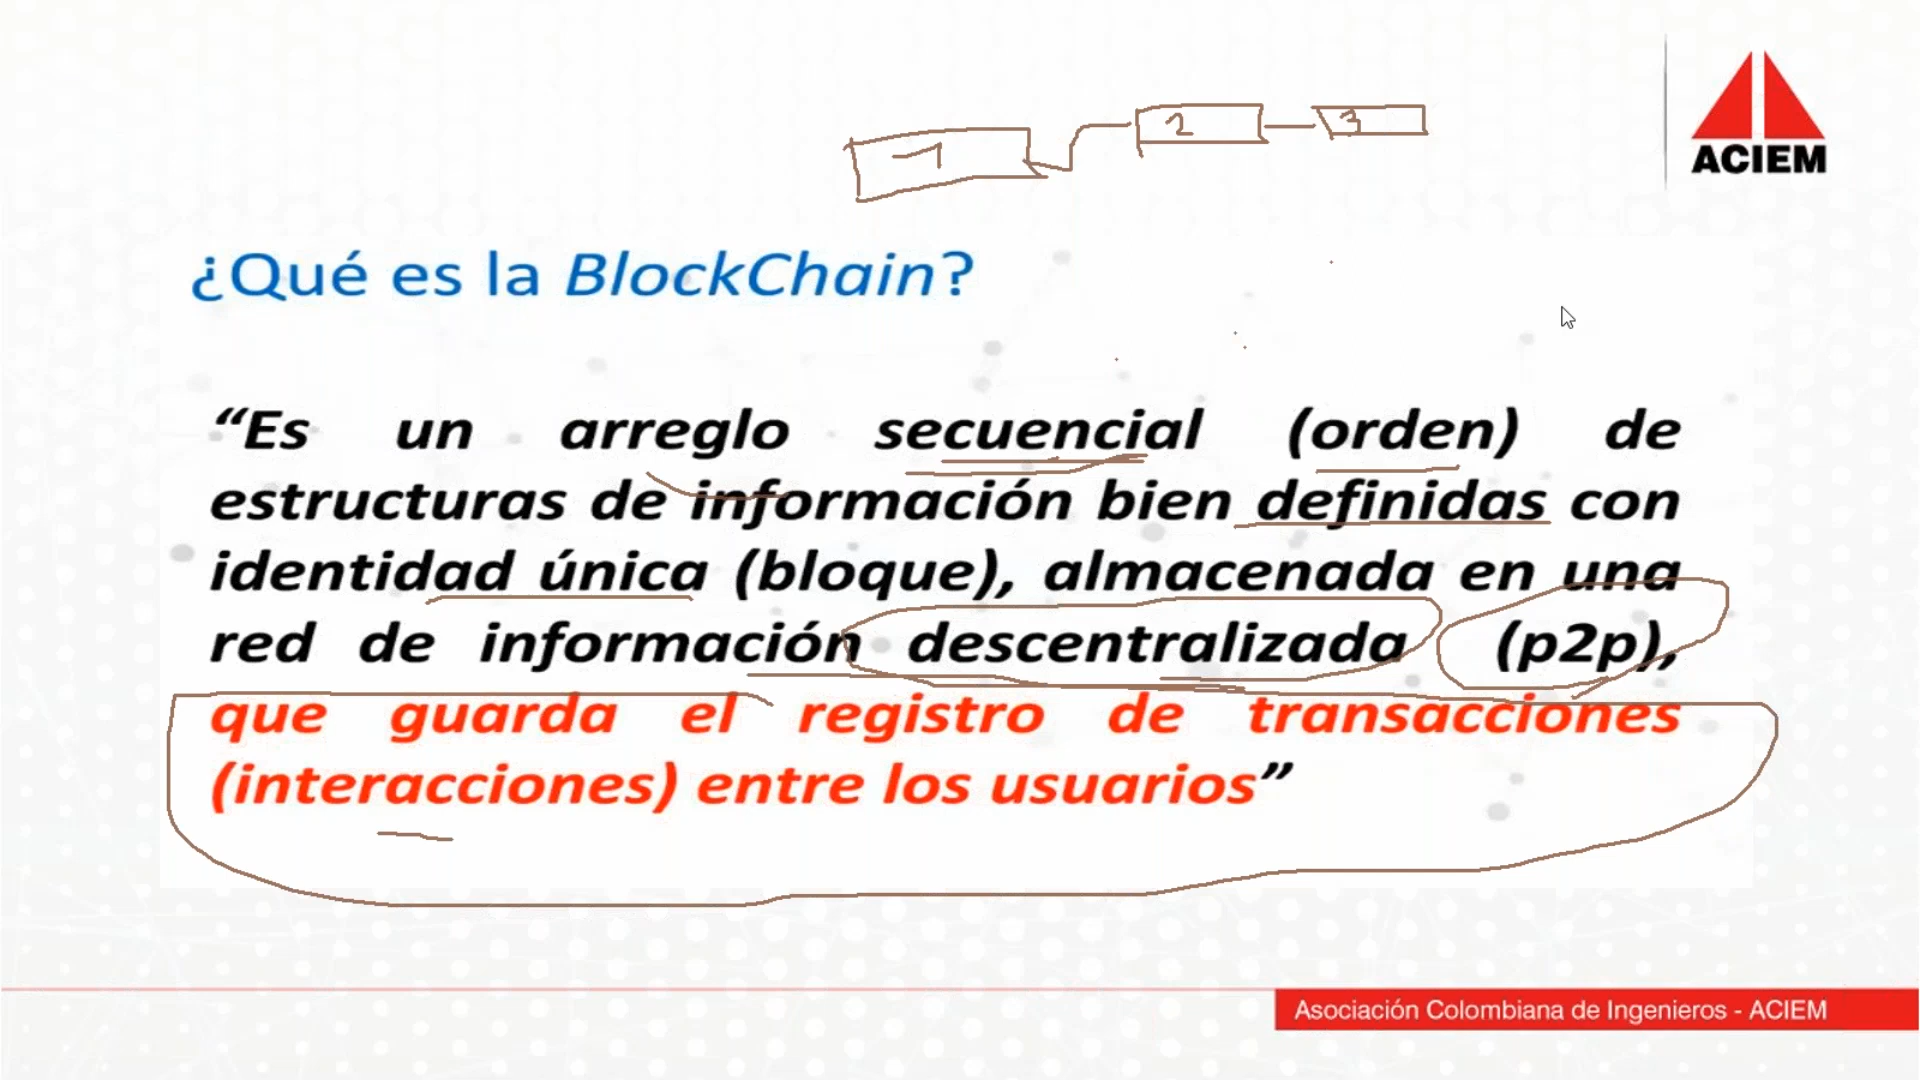 1 2 3
ACIEM
¿Qué es la BlockChain?
“Es un arreglo secuencial (orden) de
estructuras de información bien definidas con
identidad única (bloque), almacenada en una
red de información descentralizada (p2p),
que guarda el registro de transacciones
(interacciones) entre los usuarios”
Asociación Colombiana de Ingenieros - ACIEM